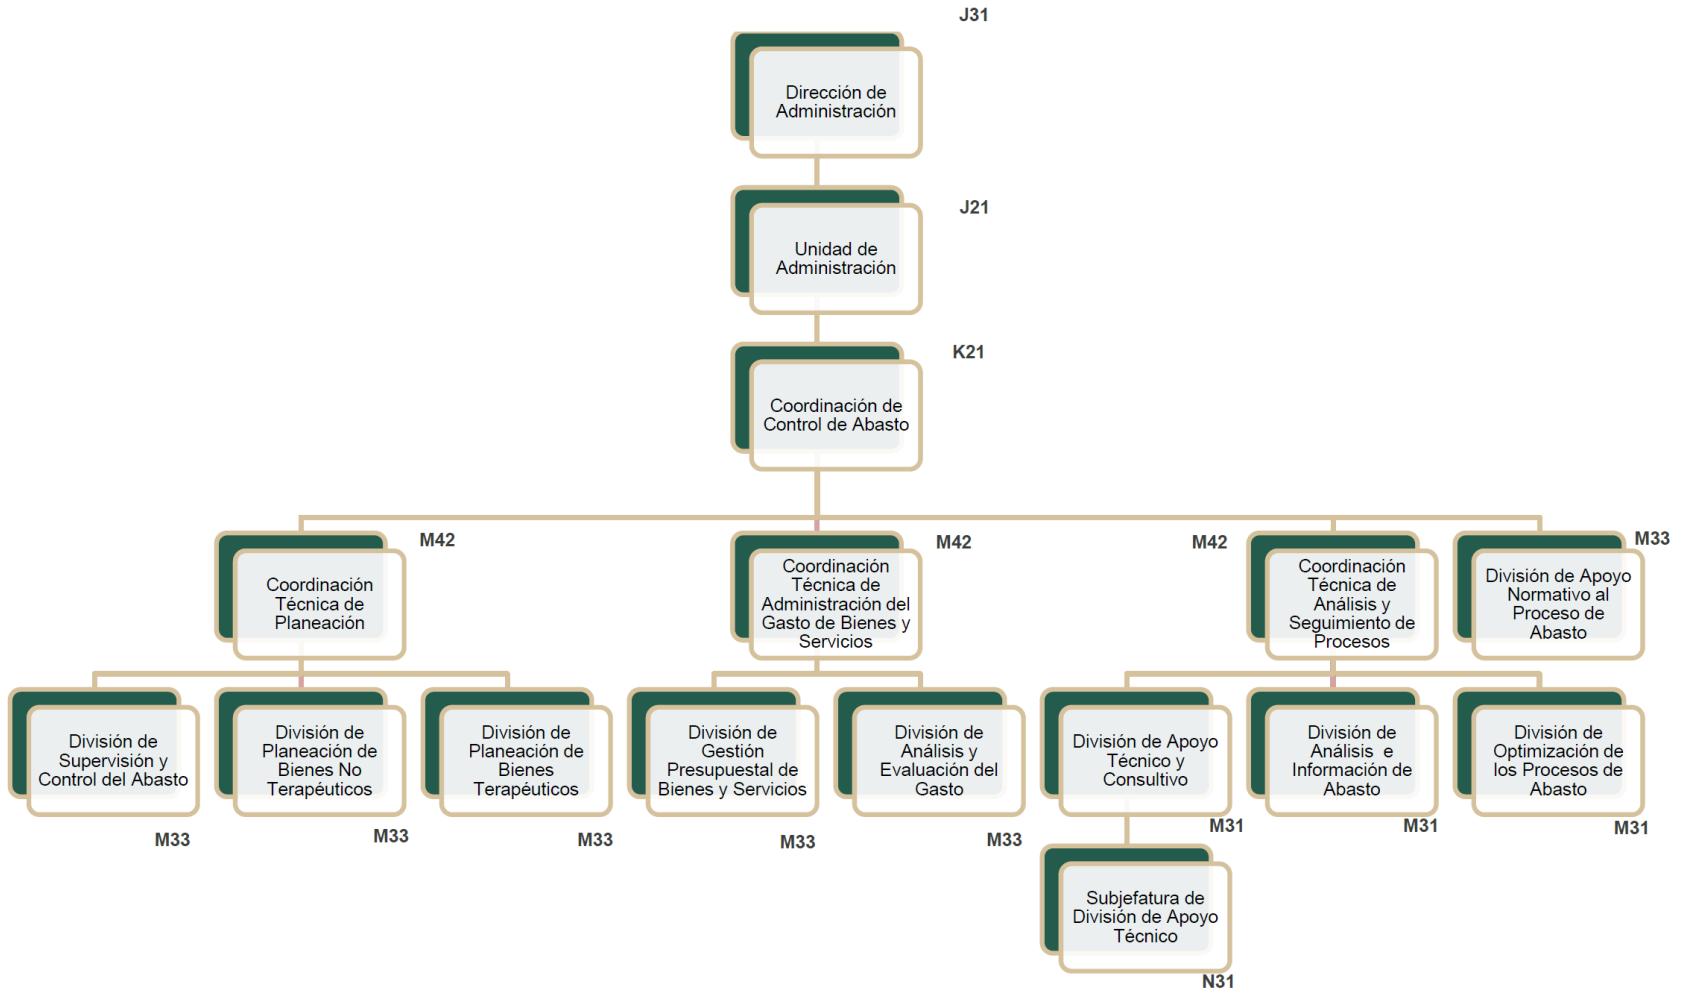 J31
Dirección de
Administración
J21
Unidad de
Administración
K21
Coordinación de
Control de Abasto
M42
Coordinación
Técnica de
Planeación
M42
Coordinación
Técnica de
Administración del
Gasto de Bienes y
Servicios
M42
Coordinación
Técnica de
Análisis y
Seguimiento de
Procesos
M33
División de Apoyo
Normativo al
Proceso de
Abasto
División de
Supervisión y
Control del Abasto
M33
División de
Planeación de
Bienes No
Terapéuticos
M33
División de
Planeación de
Bienes
Terapéuticos
M33
División de
Gestión
Presupuestal de
Bienes y Servicios
M33
División de
Análisis y
Evaluación del
Gasto
M33
División de Apoyo
Técnico y
Consultivo
M31
División de
Análisis e
Información de
Abasto
M31
División de
Optimización de
los Procesos de
Abasto
M31
Subjefatura de
División de Apoyo
Técnico
N31